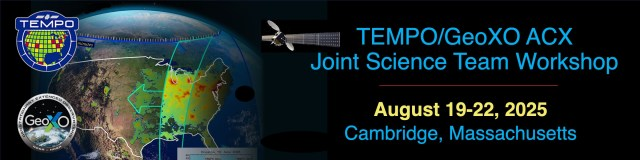 TEMPO
GeoXO
TEMPO/GeoXO ACX
Joint Science Team Workshop
August 19-22, 2025
Cambridge, Massachusetts